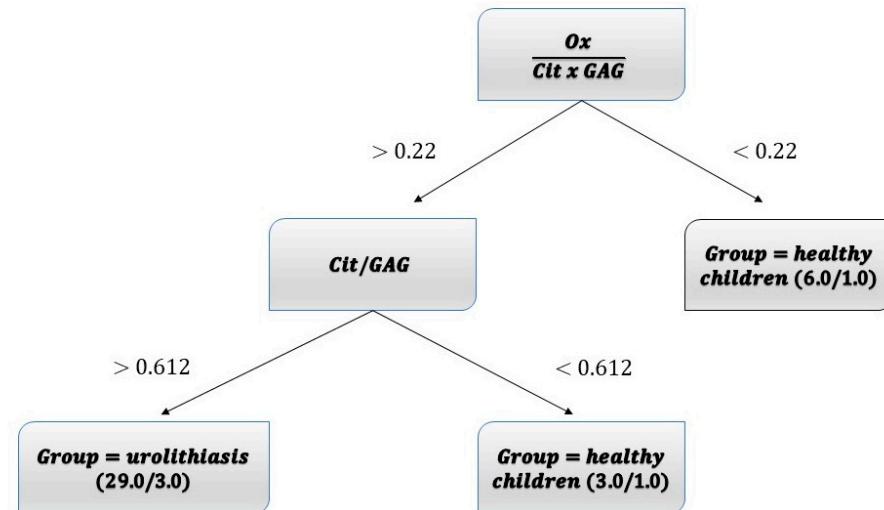 Ox
Cit x GAG
> 0.22
< 0.22
Cit/GAG
Group = healthy
children (6.0/1.0)
> 0.612
< 0.612
Group = urolithiasis
(29.0/3.0)
Group = healthy
children (3.0/1.0)